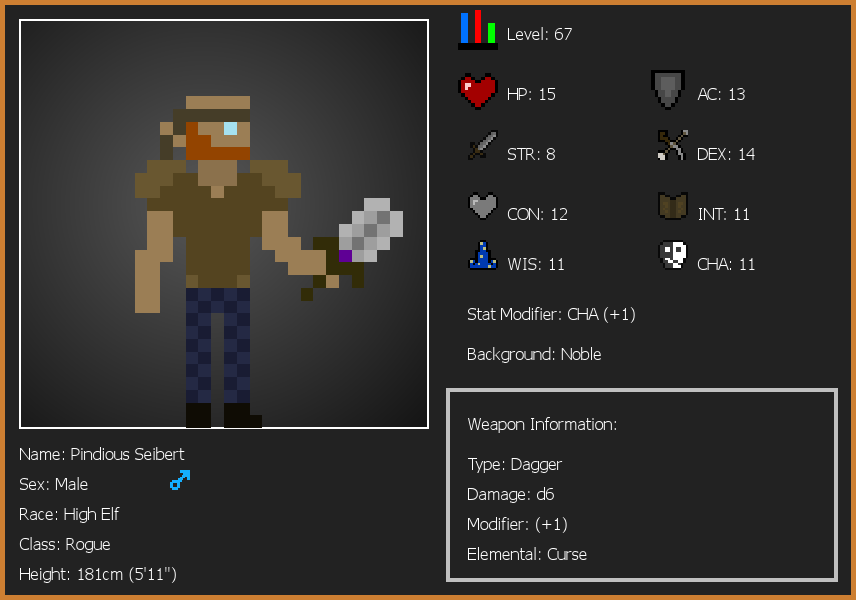 Level: 67
HP: 15
AC: 13
STR: 8
DEX: 14
CON: 12
INT: 11
WIS: 11
CHA: 11
Stat Modifier: CHA (+1)
Background: Noble
Weapon Information:
Type: Dagger
Damage: d6
Modifier: (+1)
Elemental: Curse
Name: Pindious Seibert
Sex: Male
Race: High Elf
Class: Rogue
Height: 181cm (5'11")